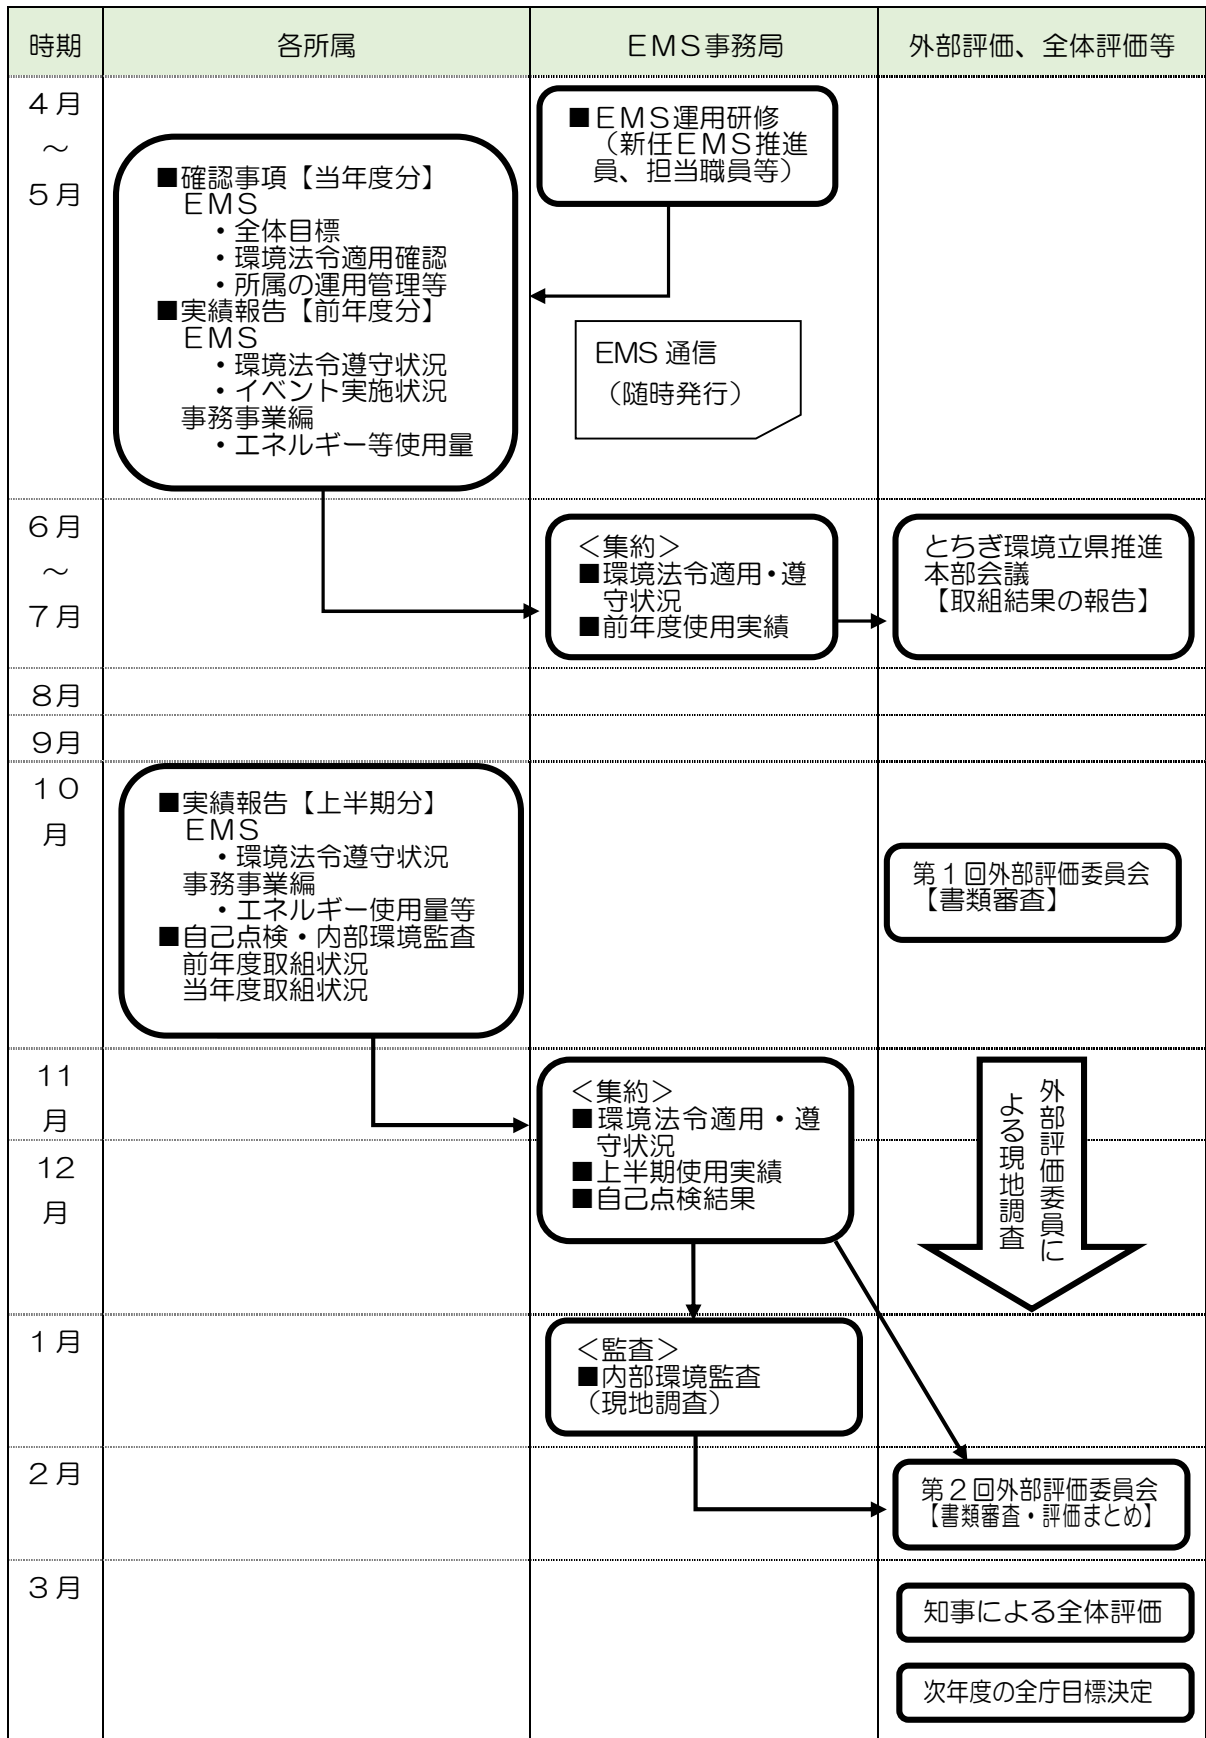 時期
各所属
ＥＭＳ事務局
外部評価、全体評価等
４月
～
５月
■ＥＭＳ運用研修
（新任ＥＭＳ推進
員、担当職員等）
■確認事項【当年度分】
ＥＭＳ
・全体目標
・環境法令適用確認
・所属の運用管理等
■実績報告【前年度分】
ＥＭＳ
・環境法令遵守状況
・イベント実施状況
事務事業編
・エネルギー等使用量
EMS 通信
（随時発行）
６月
～
７月
＜集約＞
■環境法令適用・遵
守状況
■前年度使用実績
とちぎ環境立県推進
本部会議
【取組結果の報告】
８月
９月
１０
月
■実績報告【上半期分】
ＥＭＳ
・環境法令遵守状況
事務事業編
・エネルギー使用量等
■自己点検・内部環境監査
前年度取組状況
当年度取組状況
第１回外部評価委員会
【書類審査】
11
月
＜集約＞
■環境法令適用・遵
守状況
■上半期使用実績
■自己点検結果
外部評価委員に
よる現地調査
12
月
１月
＜監査＞
■内部環境監査
（現地調査）
２月
第２回外部評価委員会
【書類審査・評価まとめ】
３月
知事による全体評価
次年度の全庁目標決定